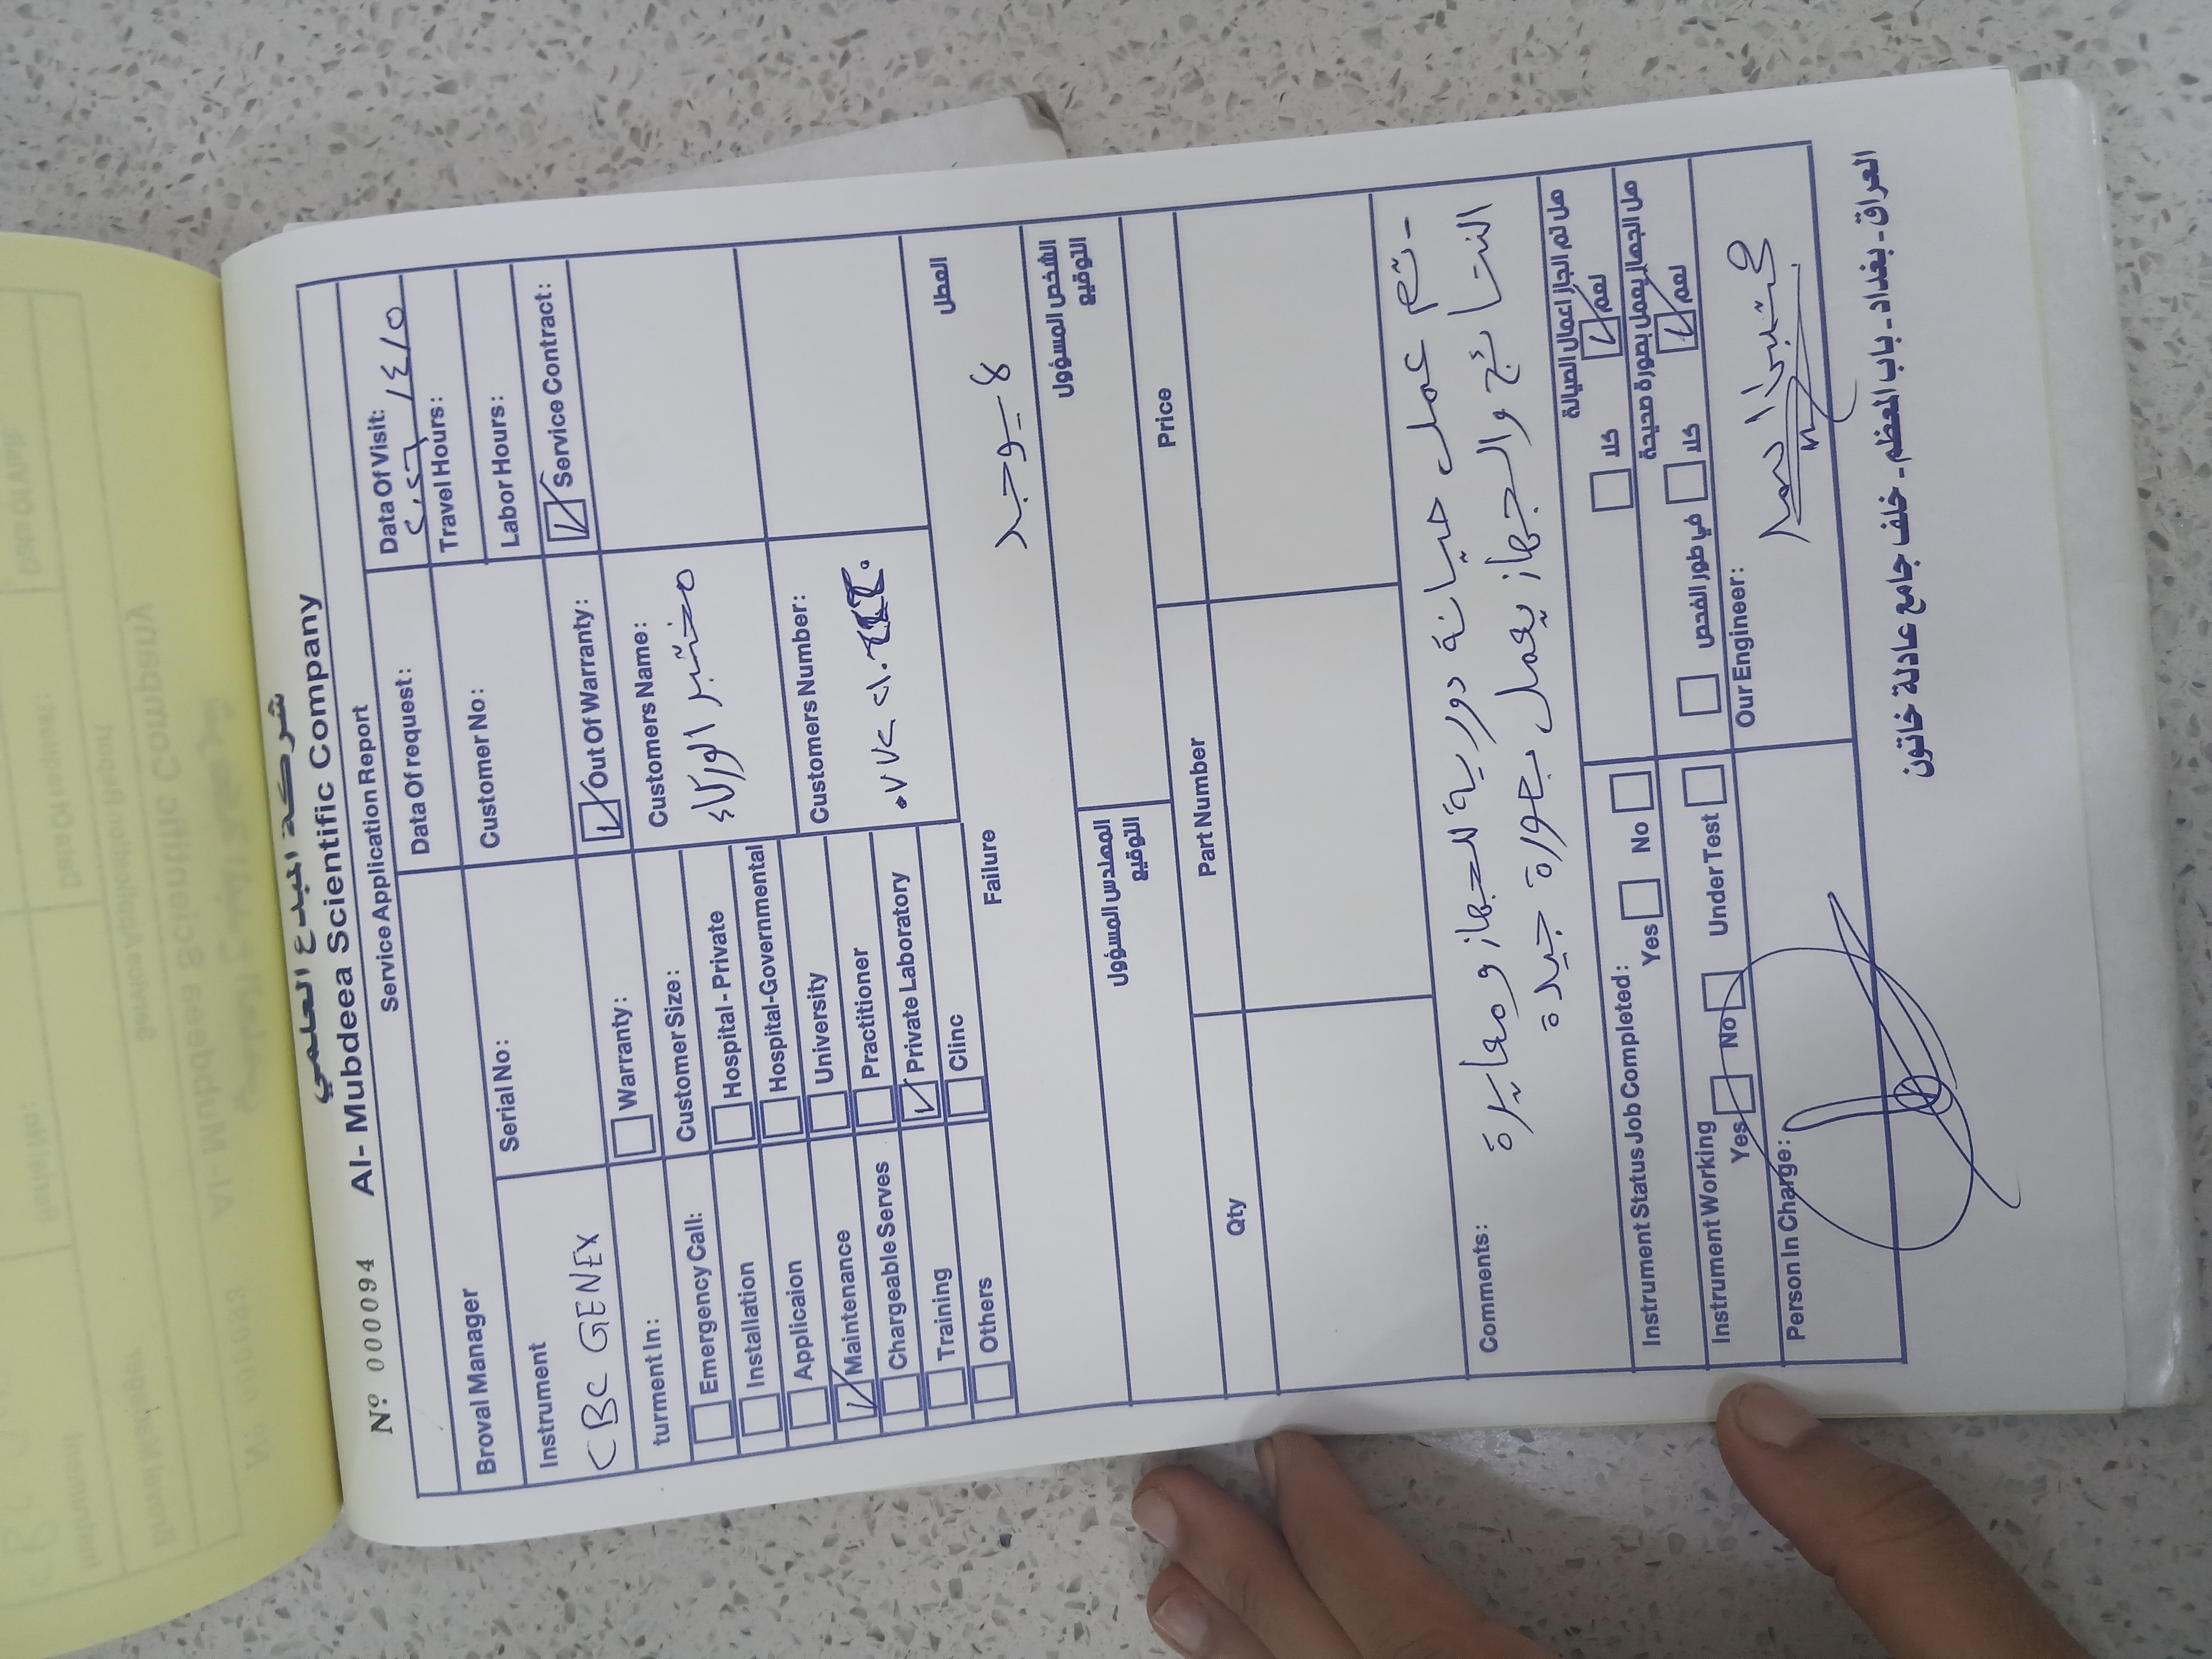 شركة المبدع العلمي
Nº 000094 Al- Mubdeea Scientific Company
Service Application Report
Broval Manager
Data Of request:
Data Of Visit:
Instrument
Serial No:
Customer No:
Travel Hours:
Labor Hours:
CBC GENEX
Warranty:
Out Of Warranty:
Service Contract:
turment In:
Customer Size:
Customers Name:
مختبر الوركاء
Emergency Call:
Hospital - Private
Installation
Hospital-Governmental
Applicaion
University
Customers Number:
Maintenance
Practitioner
Chargeable Serves
Private Laboratory
Training
Clinc
Others
Failure
العطل
لا يوجد
المهندس المسؤول
التوقيع
الشخص المسؤول
التوقيع
Qty
Part Number
Price
Comments:
- تم عمل صيانة دورية للجهاز ومعايرة
النتائج والجهاز يعمل بصورة جيدة
Instrument Status Job Completed:
Yes No
هل تم انجاز اعمال الصيانة
نعم كلا
Instrument Working
Yes No Under Test
هل الجهاز يعمل بصورة صحيحة
نعم كلا في طور الفحص
Person In Charge:
Our Engineer:
العراق - بغداد - باب المعظم - خلف جامع عادلة خاتون